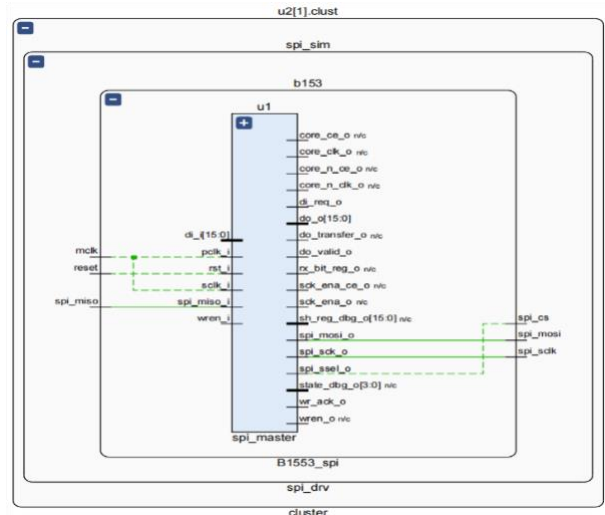 u2[1].clust
spi_sim
b153
u1
core_ce_o n/c
core_clk_o n/c
core_n_ce_o n/c
core_n_clk_o n/c
di_req_o
do_o[15:0]
di_i[15:0] do_transfer_o n/c
mclk pclk_i do_valid_o
reset rst_i rx_bit_reg_o n/c
sclk_i sck_ena_ce_o n/c
spi_miso spi_miso_i sck_ena_o n/c
wren_i sh_reg_dbg_o[15:0] n/c spi_cs
spi_mosi_o spi_mosi
spi_sck_o spi_sclk
spi_ssel_o
state_dbg_o[3:0] n/c
wr_ack_o
wren_o n/c
spi_master
B1553_spi
spi_drv
cluster